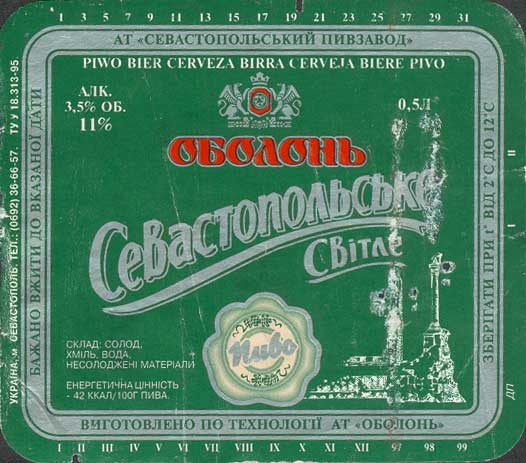 1 3 5 7 9 11 13 15 17 19 21 23 25 27 29 31
АТ «СЕВАСТОПОЛЬСЬКИЙ ПИВЗАВОД»
PIWO BIER CERVEZA BIRRA CERVEJA BIERE PIVO
АЛК.
3,5% ОБ.
11%
0,5Л
ОБОЛОНЬ
Севастопольське
Світле
Пиво
СКЛАД: СОЛОД,
ХМІЛЬ, ВОДА,
НЕСОЛОДЖЕНІ МАТЕРІАЛИ
ЕНЕРГЕТИЧНА ЦІННІСТЬ
- 42 ККАЛ/100Г ПИВА.
ВИГОТОВЛЕНО ПО ТЕХНОЛОГІЇ АТ «ОБОЛОНЬ»
I II III IV V VI VII VIII IX X XI XII 97 98 99
УКРАЇНА. м СЕВАСТОПОЛЬ, ТЕЛ.: (0692) 36-66-57. ТУ У 18.313-95
БАЖАНО ВЖИТИ ДО ВКАЗАНОЇ ДАТИ
ЗБЕРІГАТИ ПРИ t° ВІД 2°С ДО 12°С
II
I
ДП